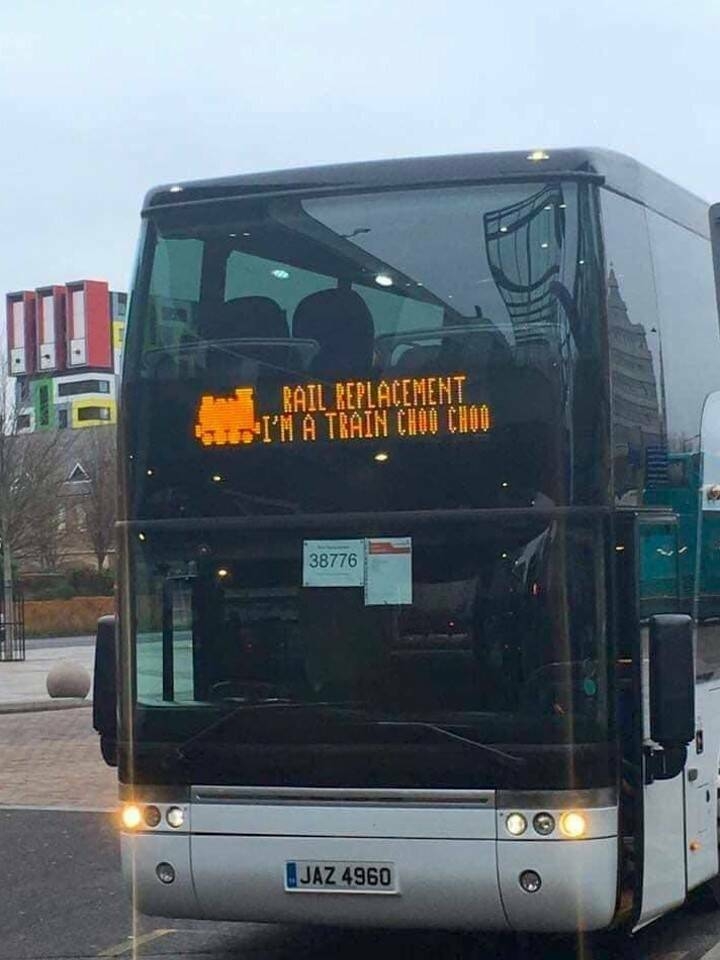 RAIL REPLACEMENT
I'M A TRAIN CHOO CHOO
38776
JAZ 4960